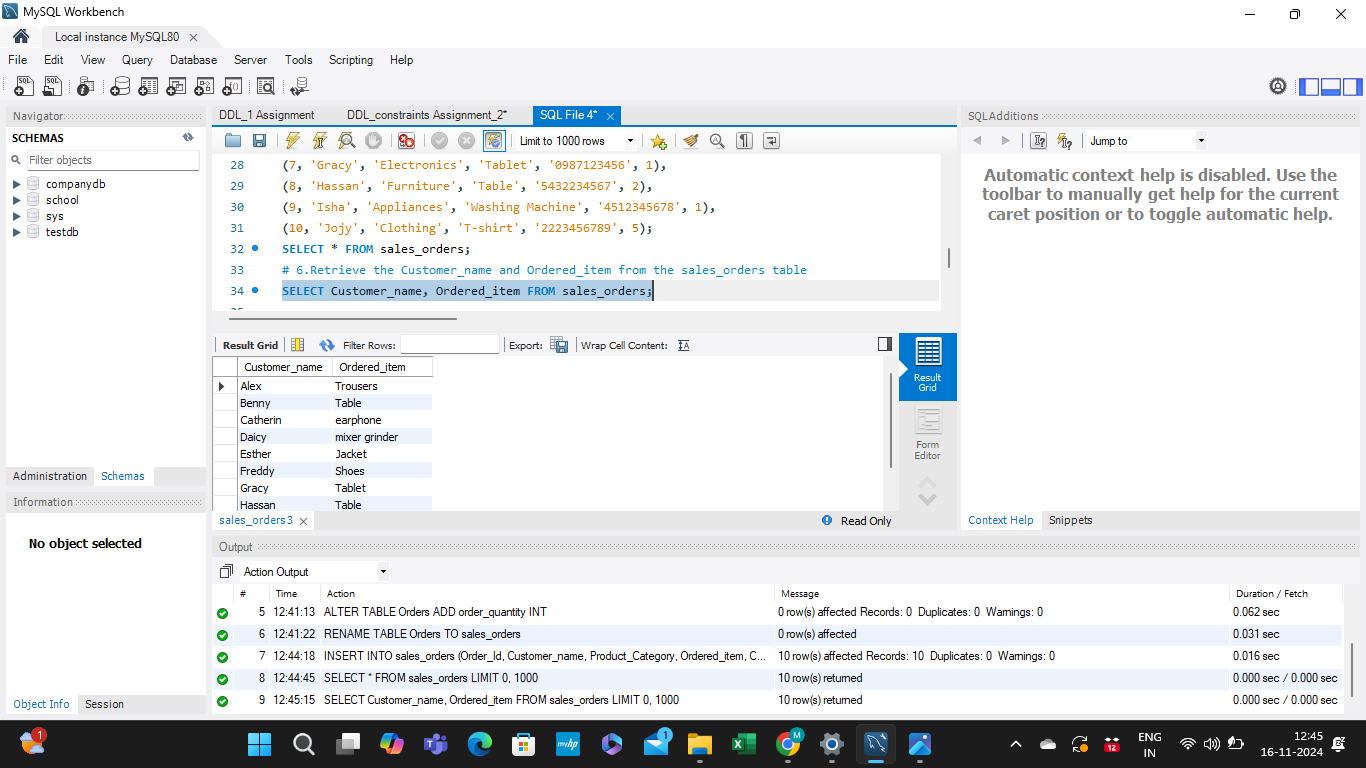 MySQL Workbench
Local instance MySQL80
File Edit View Query Database Server Tools Scripting Help
Navigator
SCHEMAS
Filter objects
companydb
school
sys
testdb
Administration Schemas
Information
No object selected
Object Info Session
DDL_1 Assignment DDL_constraints Assignment_2* SQL File 4*
Limit to 1000 rows
28 (7, 'Gracy', 'Electronics', 'Tablet', '0987123456', 1),
29 (8, 'Hassan', 'Furniture', 'Table', '5432234567', 2),
30 (9, 'Isha', 'Appliances', 'Washing Machine', '4512345678', 1),
31 (10, 'Jojy', 'Clothing', 'T-shirt', '2223456789', 5);
32 SELECT * FROM sales_orders;
33 # 6.Retrieve the Customer_name and Ordered_item from the sales_orders table
34 SELECT Customer_name, Ordered_item FROM sales_orders;
Result Grid Filter Rows: Export: Wrap Cell Content:
Customer_name Ordered_item
Alex Trousers
Benny Table
Catherin earphone
Daicy mixer grinder
Esther Jacket
Freddy Shoes
Gracy Tablet
Hassan Table
Result
Grid
Form
Editor
sales_orders3 Read Only
SQLAdditions
Jump to
Automatic context help is disabled. Use the
toolbar to manually get help for the current
caret position or to toggle automatic help.
Context Help Snippets
Output
Action Output
# Time Action Message Duration / Fetch
5 12:41:13 ALTER TABLE Orders ADD order_quantity INT 0 row(s) affected Records: 0 Duplicates: 0 Warnings: 0 0.062 sec
6 12:41:22 RENAME TABLE Orders TO sales_orders 0 row(s) affected 0.031 sec
7 12:44:18 INSERT INTO sales_orders (Order_Id, Customer_name, Product_Category, Ordered_item, C... 10 row(s) affected Records: 10 Duplicates: 0 Warnings: 0 0.016 sec
8 12:44:45 SELECT * FROM sales_orders LIMIT 0, 1000 10 row(s) returned 0.000 sec / 0.000 sec
9 12:45:15 SELECT Customer_name, Ordered_item FROM sales_orders LIMIT 0, 1000 10 row(s) returned 0.000 sec / 0.000 sec
ENG
IN
12:45
16-11-2024